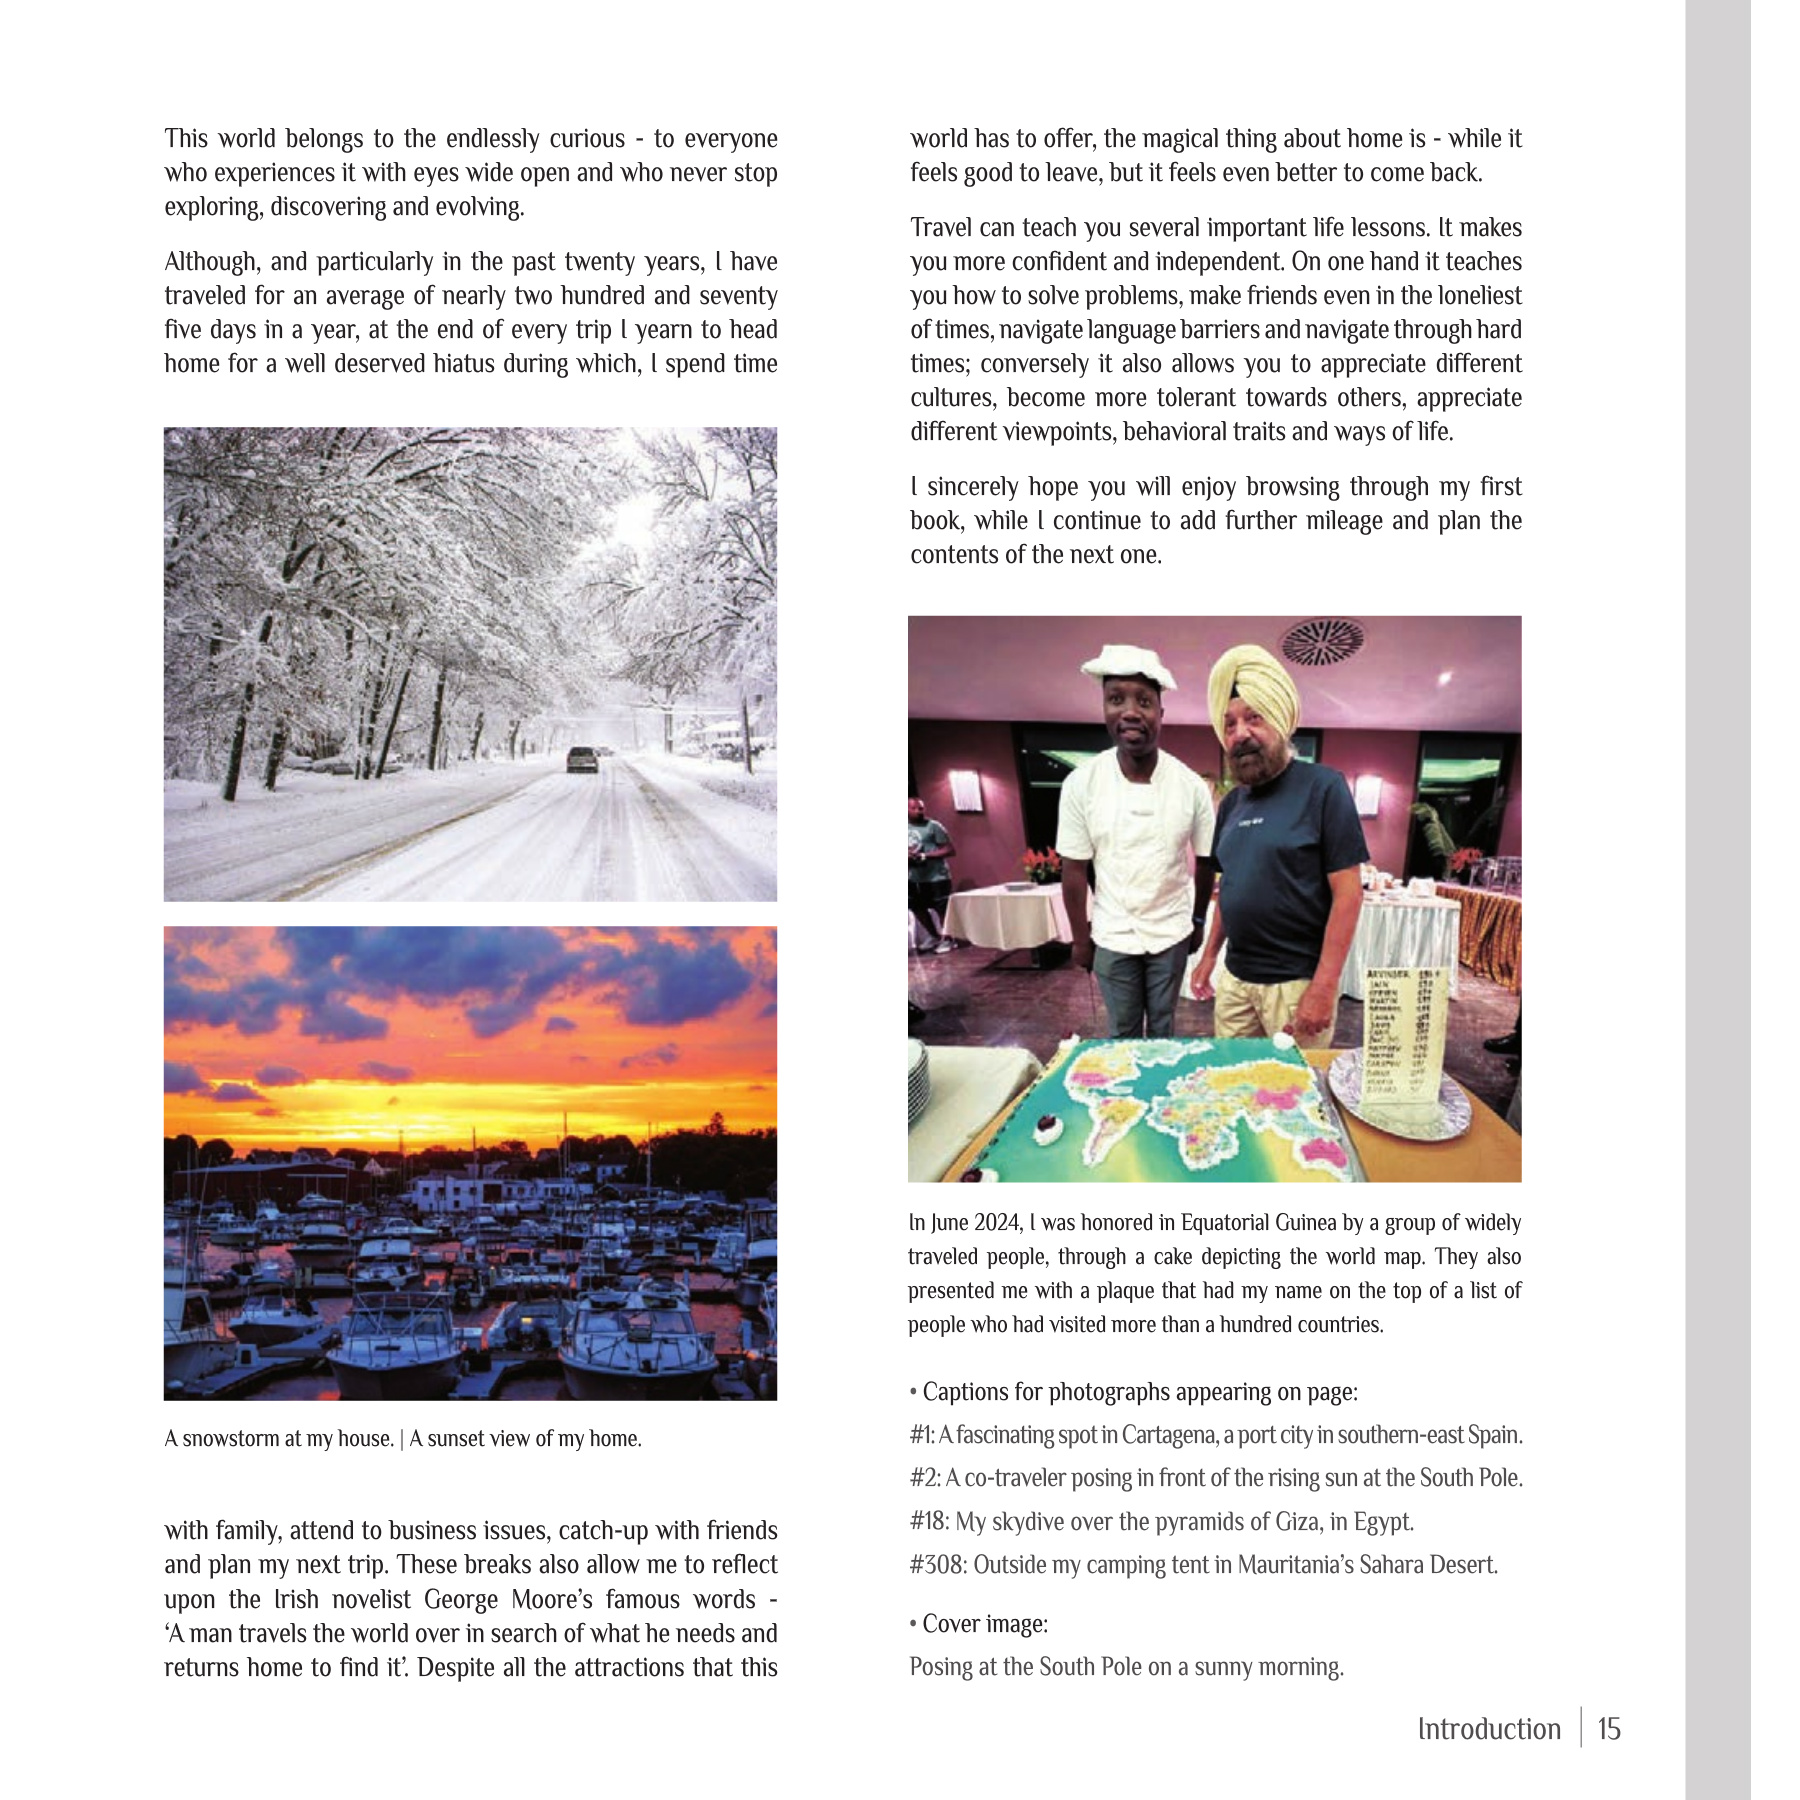 This world belongs to the endlessly curious - to everyone
who experiences it with eyes wide open and who never stop
exploring, discovering and evolving.
Although, and particularly in the past twenty years, I have
traveled for an average of nearly two hundred and seventy
five days in a year, at the end of every trip I yearn to head
home for a well deserved hiatus during which, I spend time
A snowstorm at my house. | A sunset view of my home.
with family, attend to business issues, catch-up with friends
and plan my next trip. These breaks also allow me to reflect
upon the Irish novelist George Moore’s famous words -
‘A man travels the world over in search of what he needs and
returns home to find it’. Despite all the attractions that this
world has to offer, the magical thing about home is - while it
feels good to leave, but it feels even better to come back.
Travel can teach you several important life lessons. It makes
you more confident and independent. On one hand it teaches
you how to solve problems, make friends even in the loneliest
of times, navigate language barriers and navigate through hard
times; conversely it also allows you to appreciate different
cultures, become more tolerant towards others, appreciate
different viewpoints, behavioral traits and ways of life.
I sincerely hope you will enjoy browsing through my first
book, while I continue to add further mileage and plan the
contents of the next one.
ARVINDER
In June 2024, I was honored in Equatorial Guinea by a group of widely
traveled people, through a cake depicting the world map. They also
presented me with a plaque that had my name on the top of a list of
people who had visited more than a hundred countries.
• Captions for photographs appearing on page:
#1: A fascinating spot in Cartagena, a port city in southern-east Spain.
#2: A co-traveler posing in front of the rising sun at the South Pole.
#18: My skydive over the pyramids of Giza, in Egypt.
#308: Outside my camping tent in Mauritania’s Sahara Desert.
• Cover image:
Posing at the South Pole on a sunny morning.
Introduction | 15